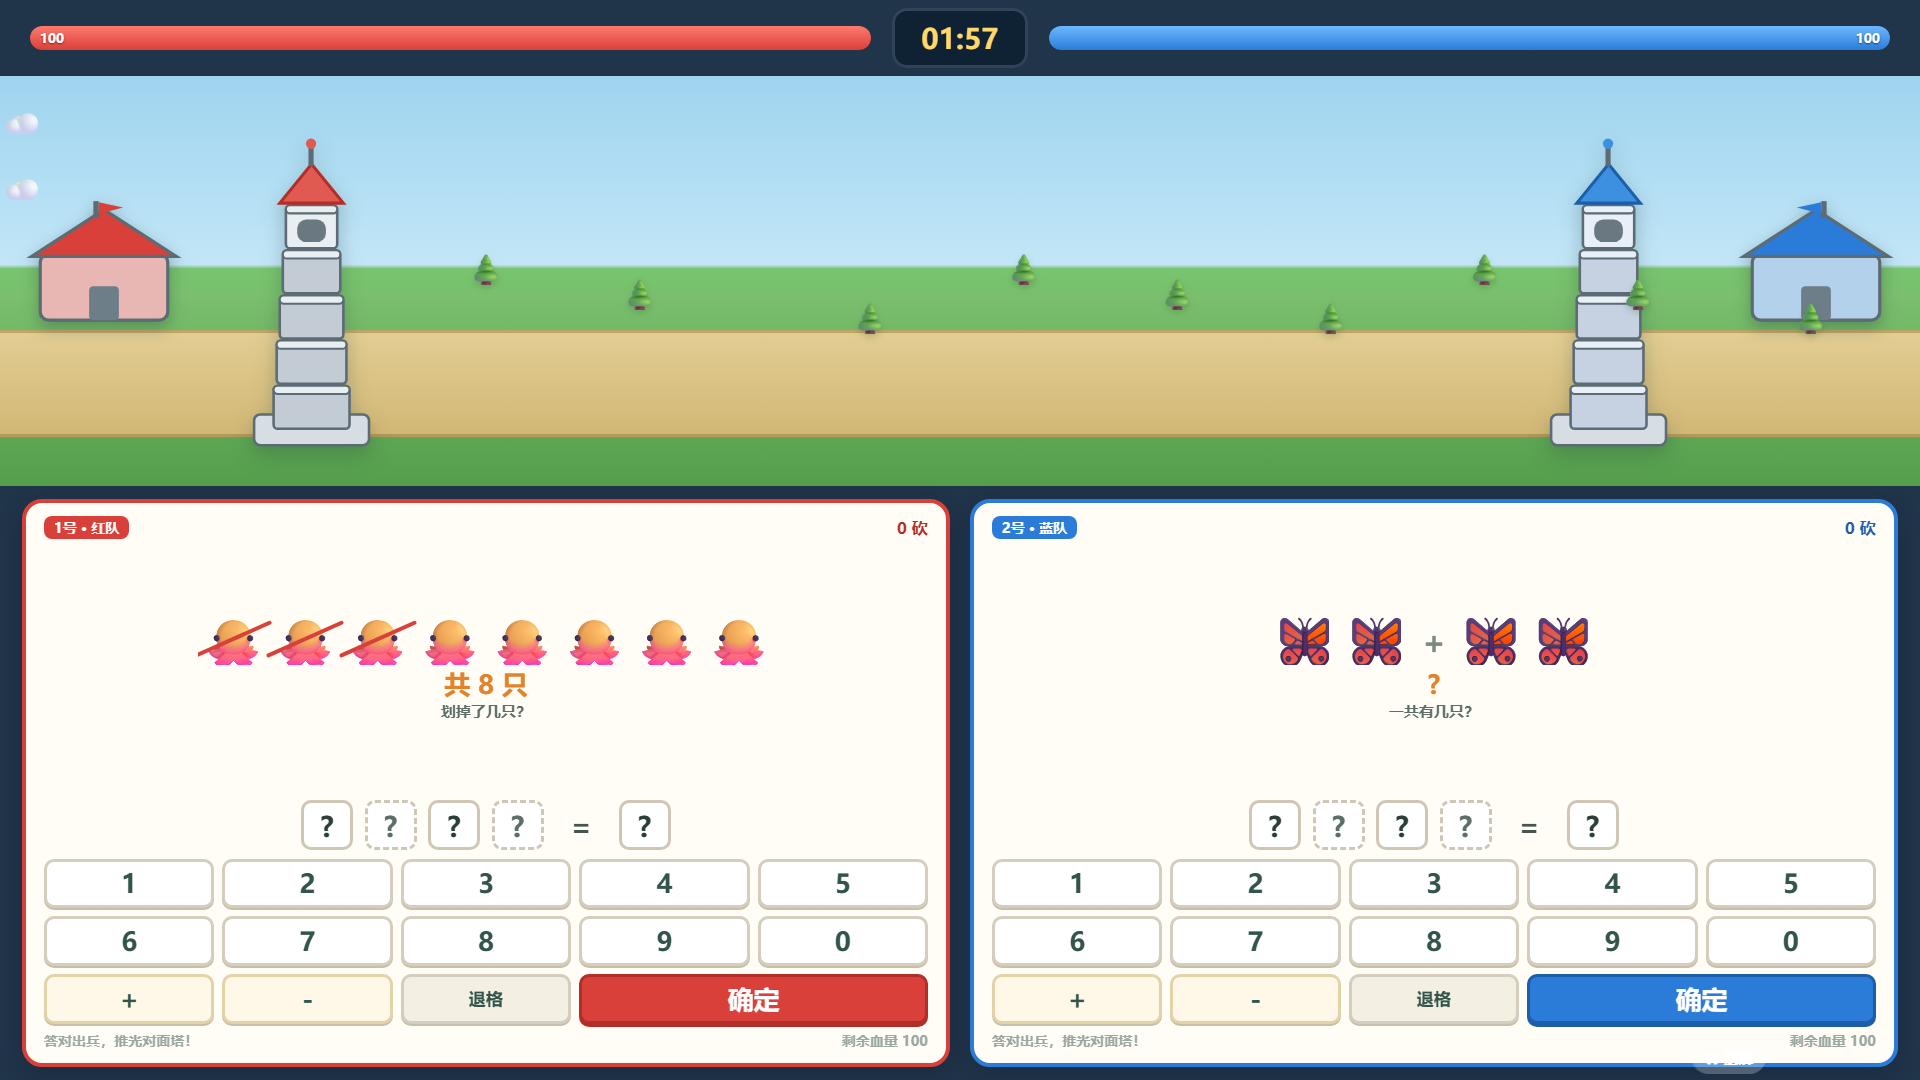 100
01:57
100
1号 • 红队
0 砍
共 8 只
划掉了几只?
? ? ? ? = ?
1 2 3 4 5
6 7 8 9 0
+ - 退格 确定
答对出兵，推光对面塔!
剩余血量 100
2号 • 蓝队
0 砍
+
?
一共有几只?
? ? ? ? = ?
1 2 3 4 5
6 7 8 9 0
+ - 退格 确定
答对出兵，推光对面塔!
剩余血量 100